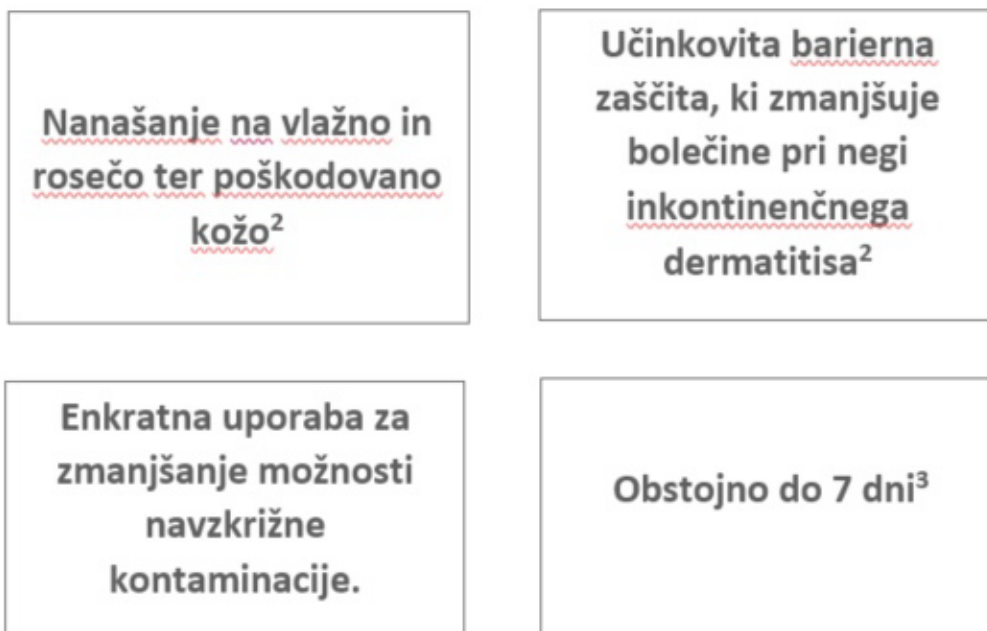 Nanašanje na vlažno in
rosečo ter poškodovano
kožo²
Učinkovita barierna
zaščita, ki zmanjšuje
bolečine pri negi
inkontinenčnega
dermatitisa²
Enkratna uporaba za
zmanjšanje možnosti
navzkrižne
kontaminacije.
Obstojno do 7 dni³